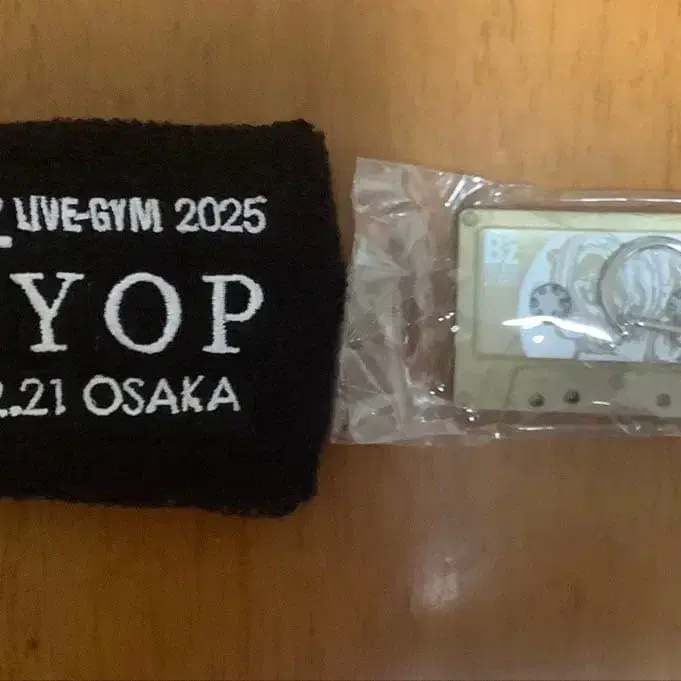 LIVE-GYM 2025
YOP
.21 OSAKA
B'z